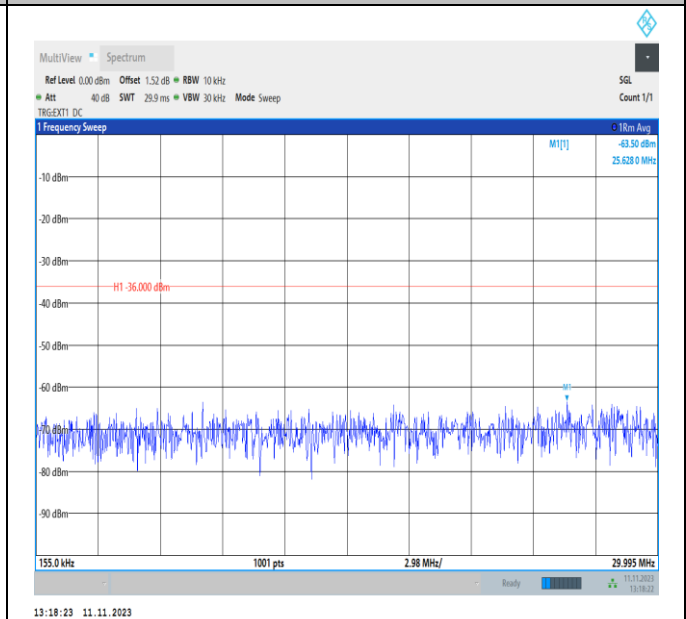 MultiView Spectrum
Ref Level 0.00 dBm Offset 1.52 dB RBW 10 kHz SGL
Att 40 dB SWT 29.9 ms VBW 30 kHz Mode Sweep Count 1/1
TRG:EXT1 DC
1 Frequency Sweep 1Rm Avg
M1[1] -63.50 dBm
25.628 0 MHz
-10 dBm
-20 dBm
-30 dBm
H1 -36.000 dBm
-40 dBm
-50 dBm
-60 dBm
M1
-70 dBm
-80 dBm
-90 dBm
155.0 kHz 1001 pts 2.98 MHz/ 29.995 MHz
Ready 11.11.2023
13:18:22
13:18:23 11.11.2023